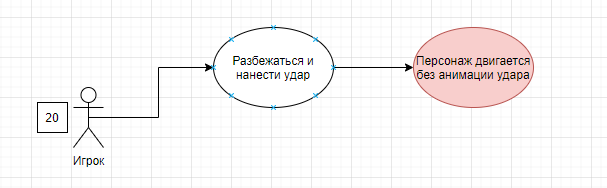 Разбежаться и
нанести удар
Персонаж двигается
без анимации удара
20
Игрок